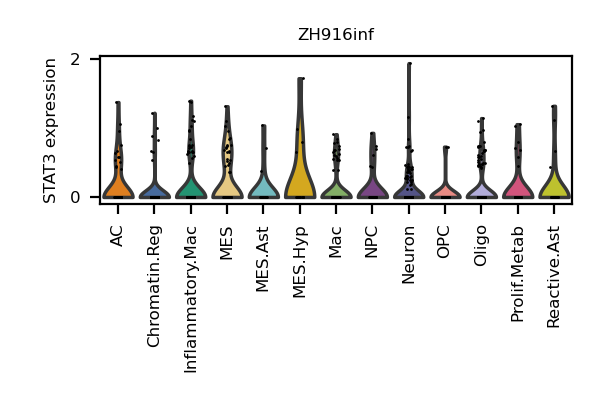 ZH916inf
STAT3 expression
2
0
AC
Chromatin.Reg
Inflammatory.Mac
MES
MES.Ast
MES.Hyp
Mac
NPC
Neuron
OPC
Oligo
Prolif.Metab
Reactive.Ast